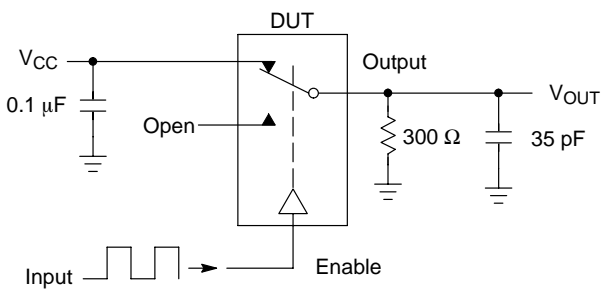 DUT
VCC
Output
VOUT
0.1 μF
Open
300 Ω
35 pF
Input
Enable